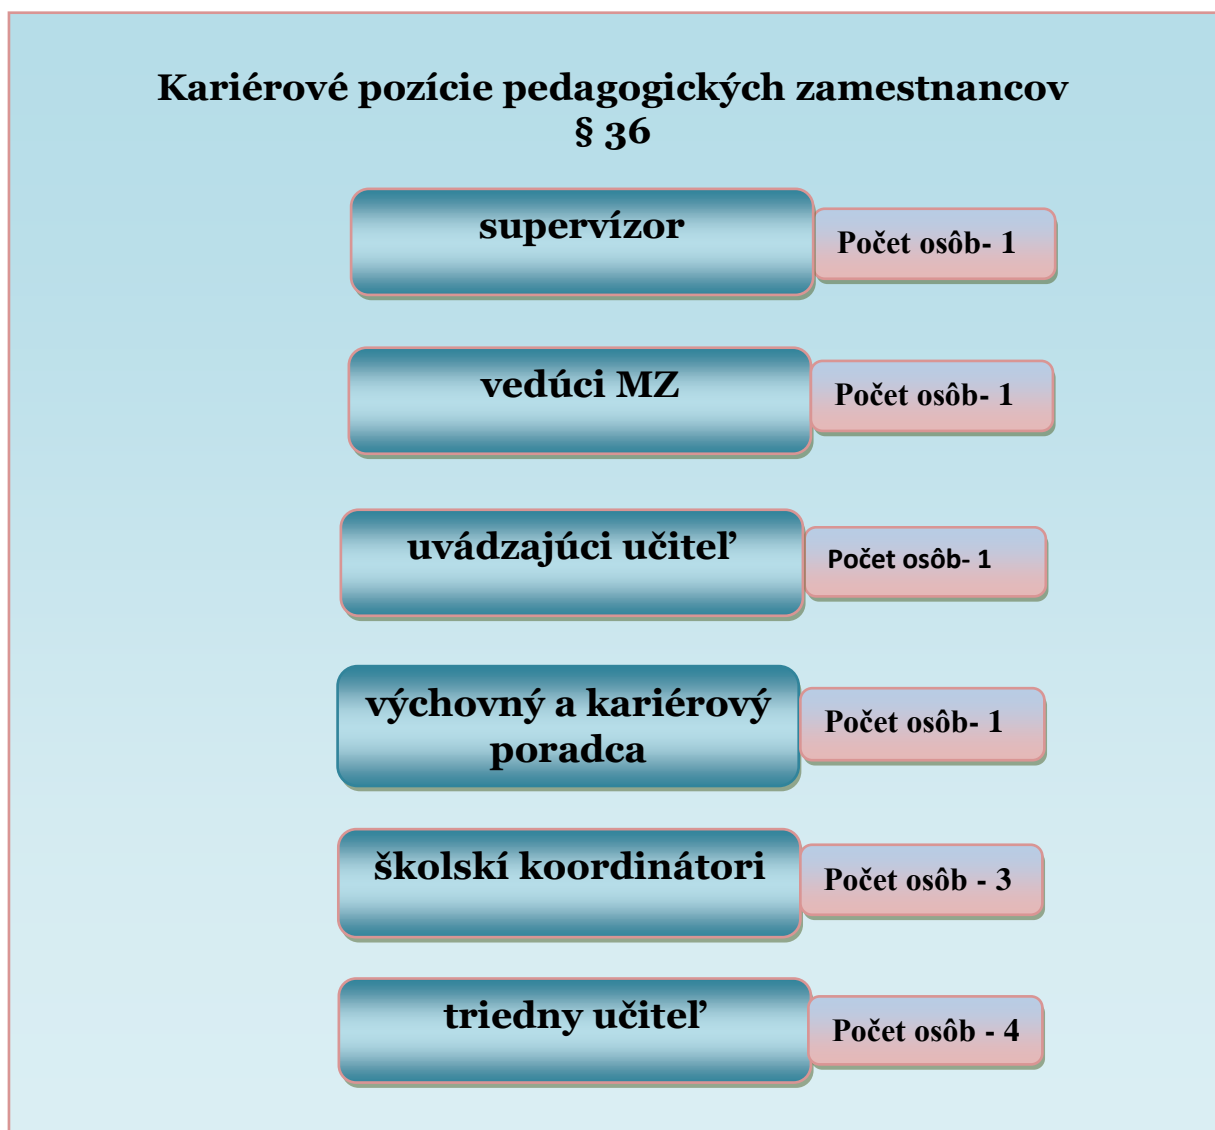 Kariérové pozície pedagogických zamestnancov
§ 36
supervízor
Počet osôb- 1
vedúci MZ
Počet osôb- 1
uvádzajúci učiteľ
Počet osôb- 1
výchovný a kariérový
poradca
Počet osôb- 1
školskí koordinátori
Počet osôb - 3
triedny učiteľ
Počet osôb - 4